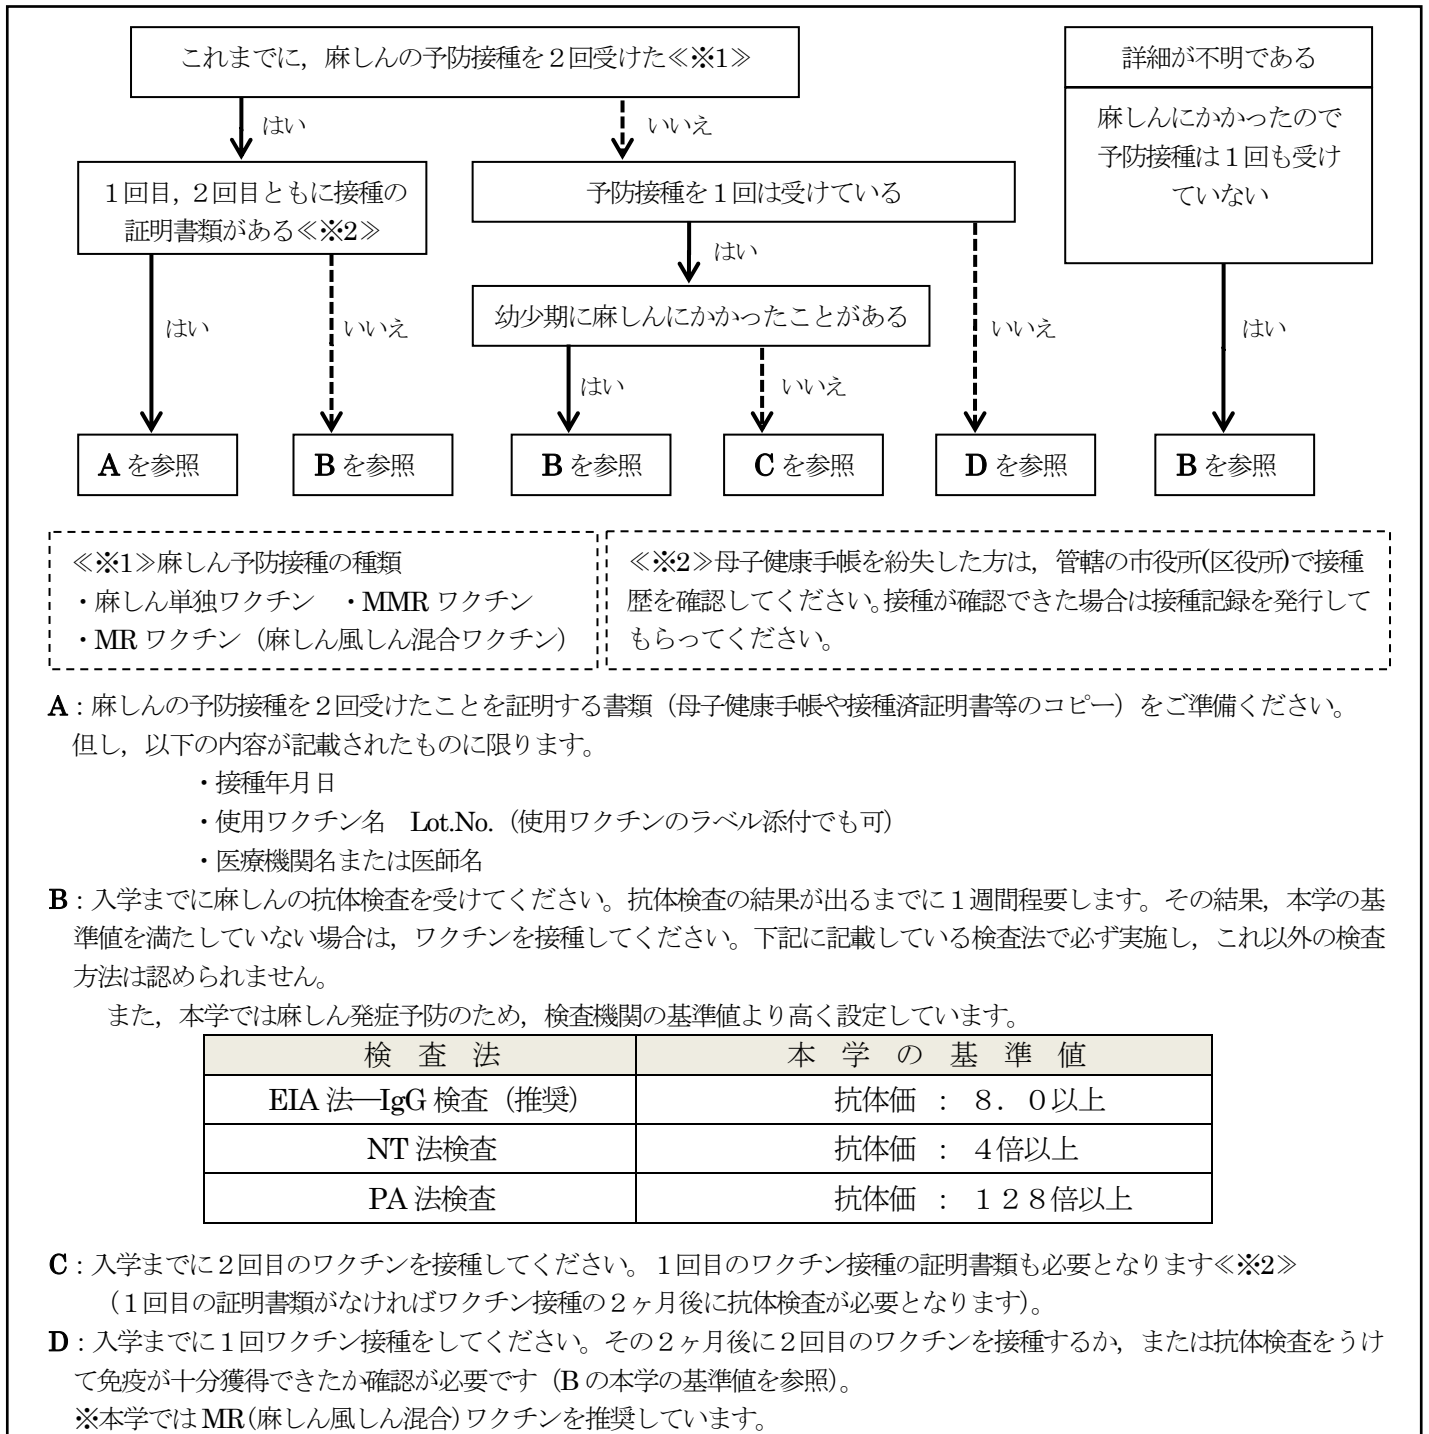 これまでに，麻しんの予防接種を２回受けた≪※1≫
はい
いいえ
詳細が不明である
麻しんにかかったので
予防接種は１回も受け
ていない
１回目，２回目ともに接種の
証明書類がある≪※2≫
予防接種を１回は受けている
はい
幼少期に麻しんにかかったことがある
はい
いいえ
はい
いいえ
いいえ
はい
A を参照
B を参照
B を参照
C を参照
D を参照
B を参照
≪※1≫麻しん予防接種の種類
・麻しん単独ワクチン　・MMR ワクチン
・MR ワクチン（麻しん風しん混合ワクチン）
≪※2≫母子健康手帳を紛失した方は，管轄の市役所(区役所)で接種
歴を確認してください。接種が確認できた場合は接種記録を発行して
もらってください。
A：麻しんの予防接種を２回受けたことを証明する書類（母子健康手帳や接種済証明書等のコピー）をご準備ください。
但し，以下の内容が記載されたものに限ります。
・接種年月日
・使用ワクチン名　Lot.No.（使用ワクチンのラベル添付でも可）
・医療機関名または医師名
B：入学までに麻しんの抗体検査を受けてください。抗体検査の結果が出るまでに１週間程要します。その結果，本学の基
準値を満たしていない場合は，ワクチンを接種してください。下記に記載している検査法で必ず実施し，これ以外の検査
方法は認められません。
また，本学では麻しん発症予防のため，検査機関の基準値より高く設定しています。
検　査　法　本　学　の　基　準　値
EIA 法―IgG 検査（推奨）　抗体価　：　８．０以上
NT 法検査　抗体価　：　４倍以上
PA 法検査　抗体価　：　１２８倍以上
C：入学までに２回目のワクチンを接種してください。１回目のワクチン接種の証明書類も必要となります≪※2≫
（１回目の証明書類がなければワクチン接種の２ヶ月後に抗体検査が必要となります）。
D：入学までに１回ワクチン接種をしてください。その２ヶ月後に２回目のワクチンを接種するか，または抗体検査をうけ
て免疫が十分獲得できたか確認が必要です（B の本学の基準値を参照）。
※本学では MR(麻しん風しん混合)ワクチンを推奨しています。